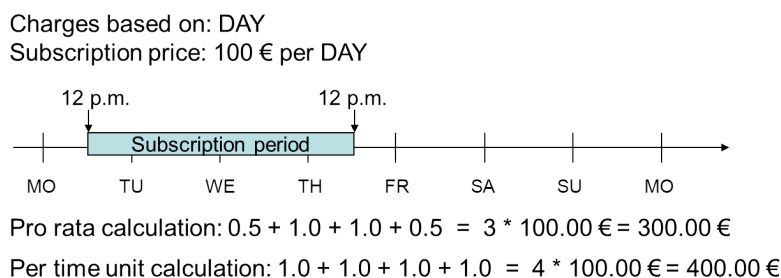 Charges based on: DAY
Subscription price: 100 € per DAY
12 p.m. 12 p.m.
Subscription period
MO TU WE TH FR SA SU MO
Pro rata calculation: 0.5 + 1.0 + 1.0 + 0.5 = 3 * 100.00 € = 300.00 €
Per time unit calculation: 1.0 + 1.0 + 1.0 + 1.0 = 4 * 100.00 € = 400.00 €